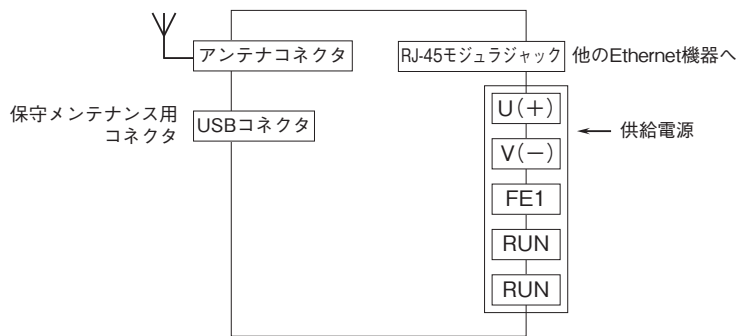 アンテナコネクタ
RJ-45モジュラジャック
他のEthernet機器へ
保守メンテナンス用
コネクタ
USBコネクタ
U(+)
供給電源
V(−)
FE1
RUN
RUN